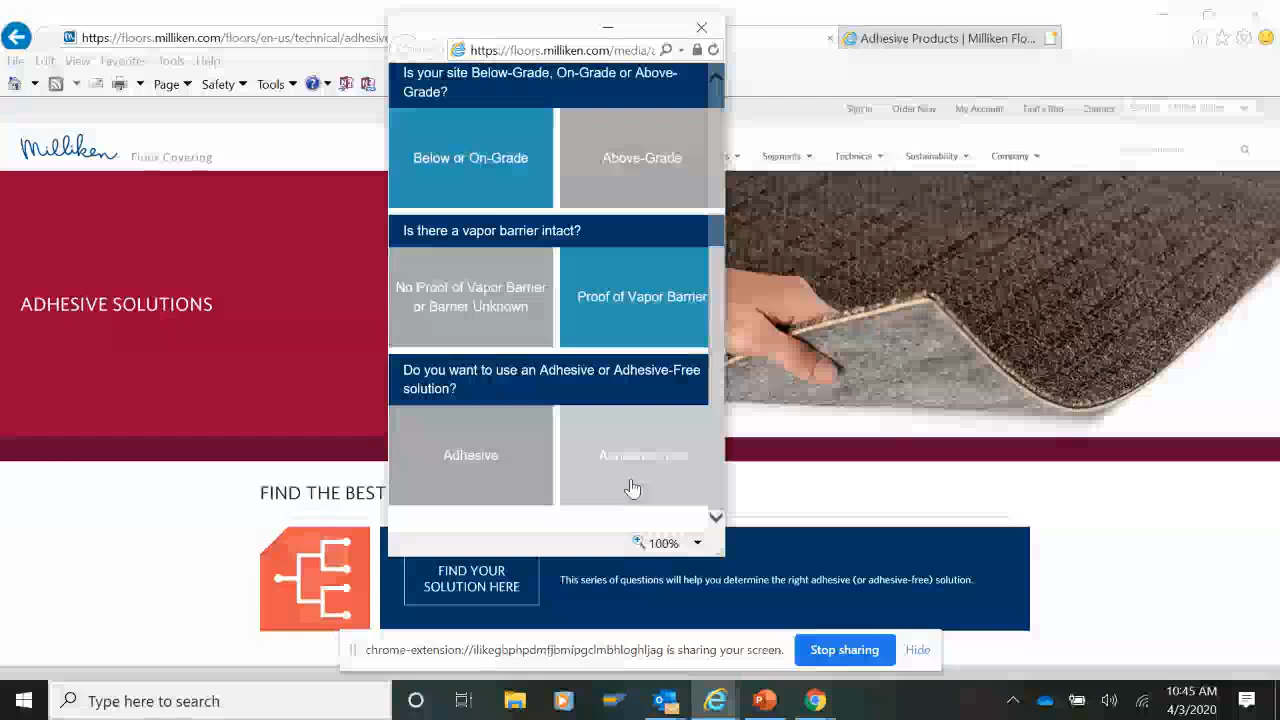 https://floors.milliken.com/floors/en-us/technical/adhesive
Adhesive Products | Milliken Flo...
https://floors.milliken.com/media/a
File Edit View Favorites Tools Help
Page
Safety
Tools
Sign In
Order Now
My Account
Find a Rep
Contact
Milliken
Floor Covering
Segments
Technical
Sustainability
Company
Is your site Below-Grade, On-Grade or Above-
Grade?
Below or On-Grade
Above-Grade
Is there a vapor barrier intact?
No Proof of Vapor Barrier
or Barrier Unknown
Proof of Vapor Barrier
Do you want to use an Adhesive or Adhesive-Free
solution?
Adhesive
100%
ADHESIVE SOLUTIONS
FIND THE BEST
FIND YOUR
SOLUTION HERE
This series of questions will help you determine the right adhesive (or adhesive-free) solution.
is sharing your screen.
Stop sharing
Hide
Type here to search
10:45 AM
4/3/2020